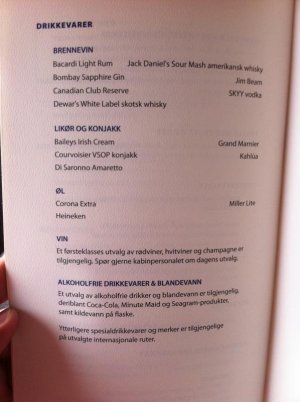 DRIKKEVARER
BRENNEVIN
Bacardi Light Rum Jack Daniel's Sour Mash amerikansk whisky
Bombay Sapphire Gin Jim Beam
Canadian Club Reserve SKYY vodka
Dewar's White Label skotsk whisky
LIKØR OG KONJAKK
Baileys Irish Cream Grand Marnier
Courvoisier VSOP konjakk Kahlúa
Di Saronno Amaretto
ØL
Corona Extra Miller Lite
Heineken
VIN
Et førsteklasses utvalg av rødviner, hvitviner og champagne er
tilgjengelig. Spør gjerne kabinpersonalet om dagens utvalg.
ALKOHOLFRIE DRIKKEVARER & BLANDEVANN
Et utvalg av alkoholfrie drikker og blandevann er tilgjengelig,
deriblant Coca-Cola, Minute Maid og Seagram-produkter,
samt kildevann på flaske.
Ytterligere spesialdrikkevarer og merker er tilgjengelige
på utvalgte internasjonale ruter.